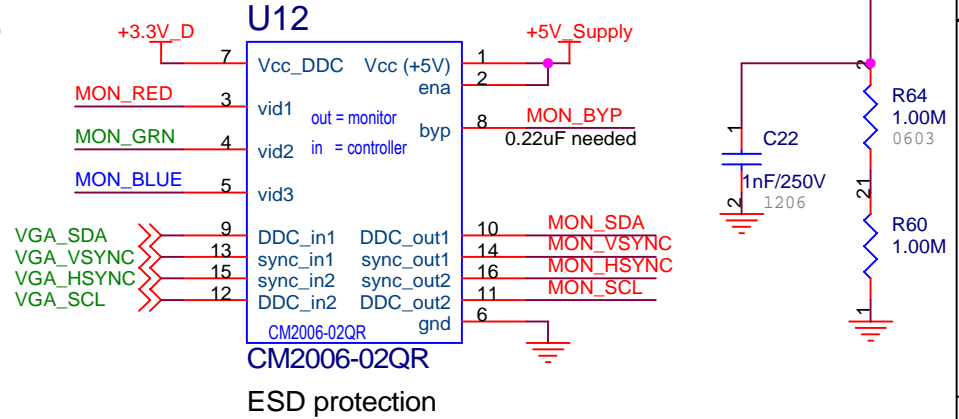 U12
+3.3V_D
+5V_Supply
7 Vcc_DDC Vcc (+5V) 1
ena 2
MON_RED 3 vid1
out = monitor
byp 8 MON_BYP
0.22uF needed
MON_GRN 4 vid2
in = controller
MON_BLUE 5 vid3
VGA_SDA 9 DDC_in1 DDC_out1 10 MON_SDA
VGA_VSYNC 13 sync_in1 sync_out1 14 MON_VSYNC
VGA_HSYNC 15 sync_in2 sync_out2 16 MON_HSYNC
VGA_SCL 12 DDC_in2 DDC_out2 11 MON_SCL
gnd 6
CM2006-02QR
CM2006-02QR
ESD protection
1
C22
1nF/250V
2
1206
2
R64
1.00M
0603
1
2
R60
1.00M
1